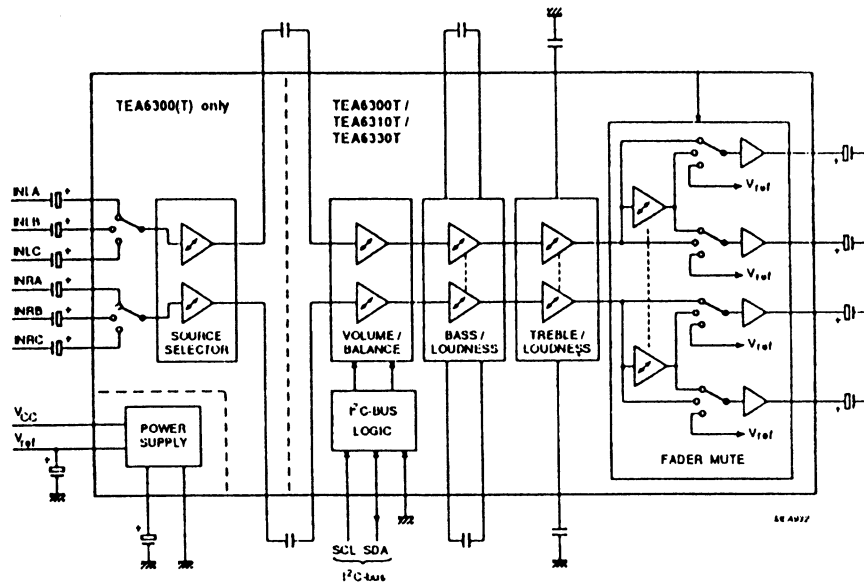 TEA6300(T) only
TEA6300T /
TEA6310T /
TEA6330T
INLA
INLB
INLC
INRA
INRB
INRC
SOURCE
SELECTOR
VOLUME /
BALANCE
BASS/
LOUDNESS
TREBLE/
LOUDNESS
Vref
Vref
Vref
Vref
FADER MUTE
VCC
Vref
POWER
SUPPLY
I²C-BUS
LOGIC
SCL SDA
I²C-bus